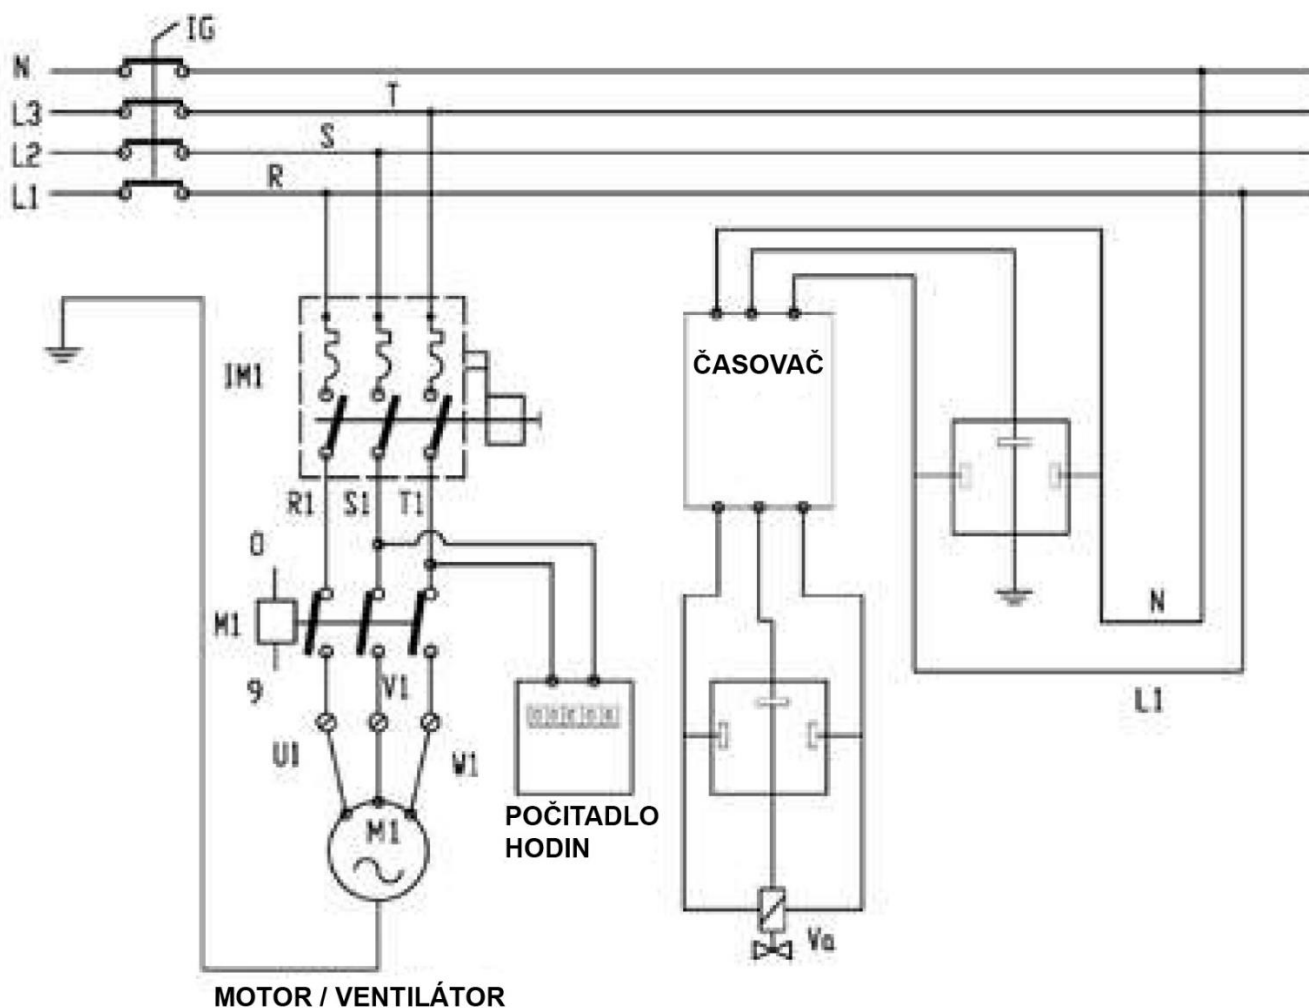 IG
N
L3
T
L2
S
L1
R
IM1
ČASOVAČ
R1
S1
T1
0
M1
N
9
V1
L1
U1
W1
POČITADLO
HODIN
M1
Va
MOTOR / VENTILÁTOR